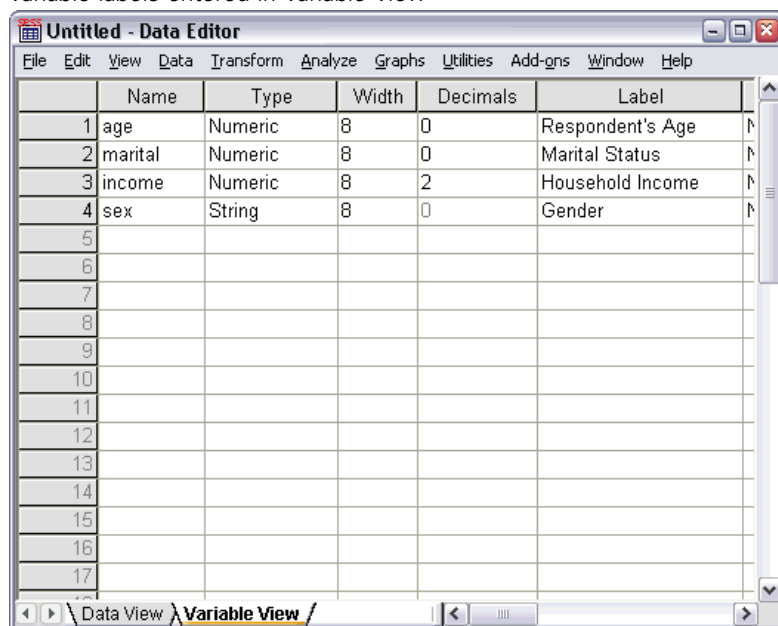 Variable labels entered in Variable View
SPSS
Untitled - Data Editor
File Edit View Data Transform Analyze Graphs Utilities Add-ons Window Help
Name Type Width Decimals Label
1 age Numeric 8 0 Respondent's Age
2 marital Numeric 8 0 Marital Status
3 income Numeric 8 2 Household Income
4 sex String 8 0 Gender
5
6
7
8
9
10
11
12
13
14
15
16
17
Data View Variable View